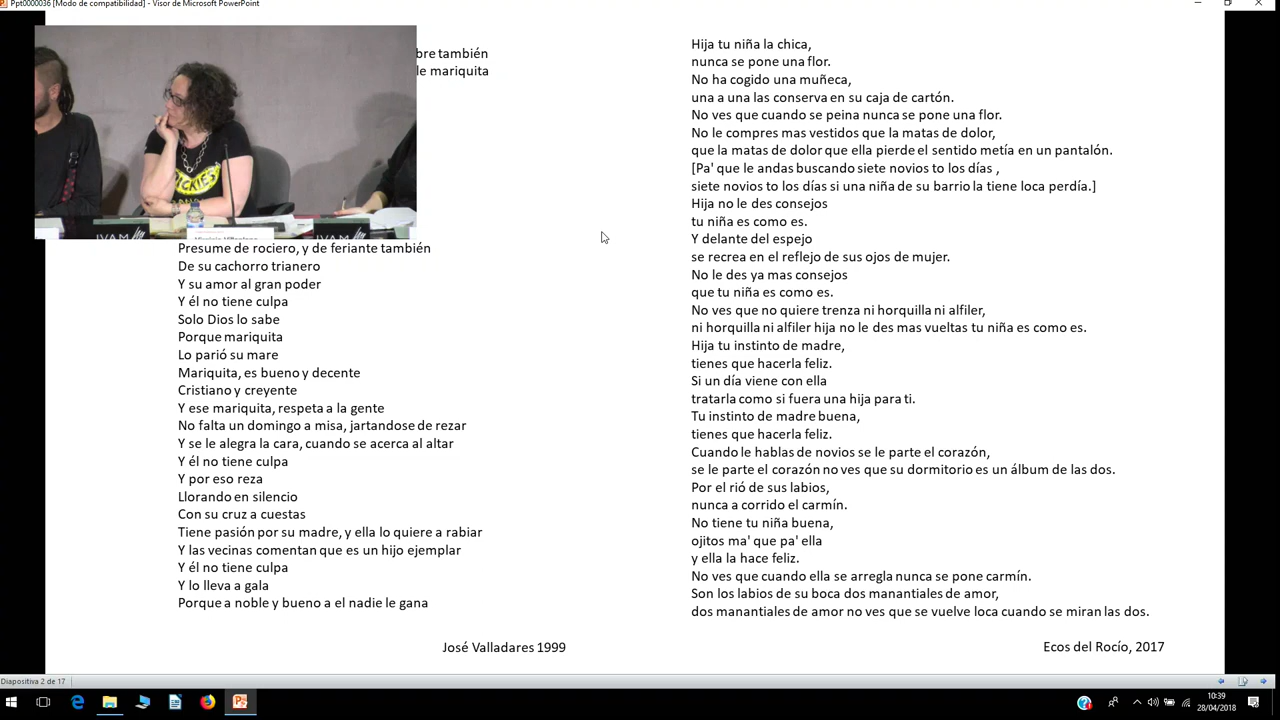 Ppt0000036 [Modo de compatibilidad] - Visor de Microsoft PowerPoint
bre también
le mariquita
IVAM
IVAM
Presume de rociero, y de feriante también
De su cachorro trianero
Y su amor al gran poder
Y él no tiene culpa
Solo Dios lo sabe
Porque mariquita
Lo parió su mare
Mariquita, es bueno y decente
Cristiano y creyente
Y ese mariquita, respeta a la gente
No falta un domingo a misa, jartandose de rezar
Y se le alegra la cara, cuando se acerca al altar
Y él no tiene culpa
Y por eso reza
Llorando en silencio
Con su cruz a cuestas
Tiene pasión por su madre, y ella lo quiere a rabiar
Y las vecinas comentan que es un hijo ejemplar
Y él no tiene culpa
Y lo lleva a gala
Porque a noble y bueno a el nadie le gana
José Valladares 1999
Hija tu niña la chica,
nunca se pone una flor.
No ha cogido una muñeca,
una a una las conserva en su caja de cartón.
No ves que cuando se peina nunca se pone una flor.
No le compres mas vestidos que la matas de dolor,
que la matas de dolor que ella pierde el sentido metía en un pantalón.
[Pa' que le andas buscando siete novios to los días ,
siete novios to los días si una niña de su barrio la tiene loca perdía.]
Hija no le des consejos
tu niña es como es.
Y delante del espejo
se recrea en el reflejo de sus ojos de mujer.
No le des ya mas consejos
que tu niña es como es.
No ves que no quiere trenza ni horquilla ni alfiler,
ni horquilla ni alfiler hija no le des mas vueltas tu niña es como es.
Hija tu instinto de madre,
tienes que hacerla feliz.
Si un día viene con ella
tratarla como si fuera una hija para ti.
Tu instinto de madre buena,
tienes que hacerla feliz.
Cuando le hablas de novios se le parte el corazón,
se le parte el corazón no ves que su dormitorio es un álbum de las dos.
Por el rió de sus labios,
nunca a corrido el carmín.
No tiene tu niña buena,
ojitos ma' que pa' ella
y ella la hace feliz.
No ves que cuando ella se arregla nunca se pone carmín.
Son los labios de su boca dos manantiales de amor,
dos manantiales de amor no ves que se vuelve loca cuando se miran las dos.
Ecos del Rocío, 2017
Diapositiva 2 de 17
10:39
28/04/2018